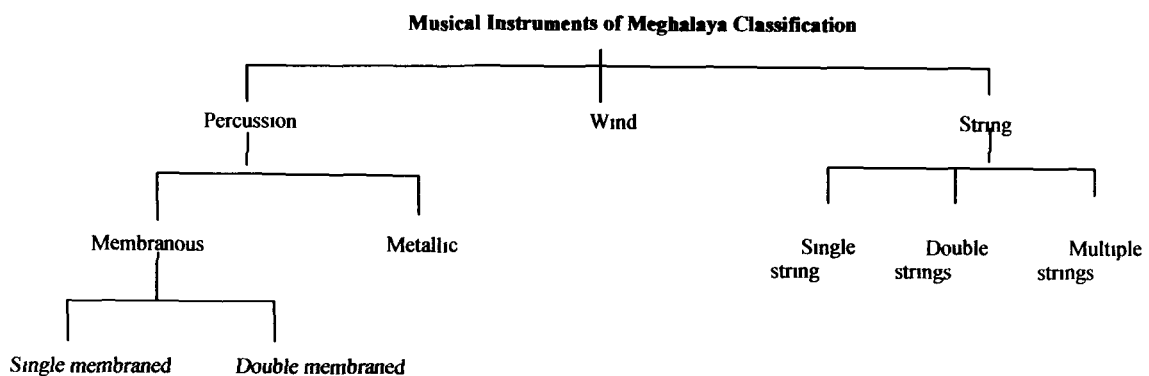 Musical Instruments of Meghalaya Classification
Percussion
Wind
String
Membranous
Metallic
Single
string
Double
strings
Multiple
strings
Single membraned
Double membraned